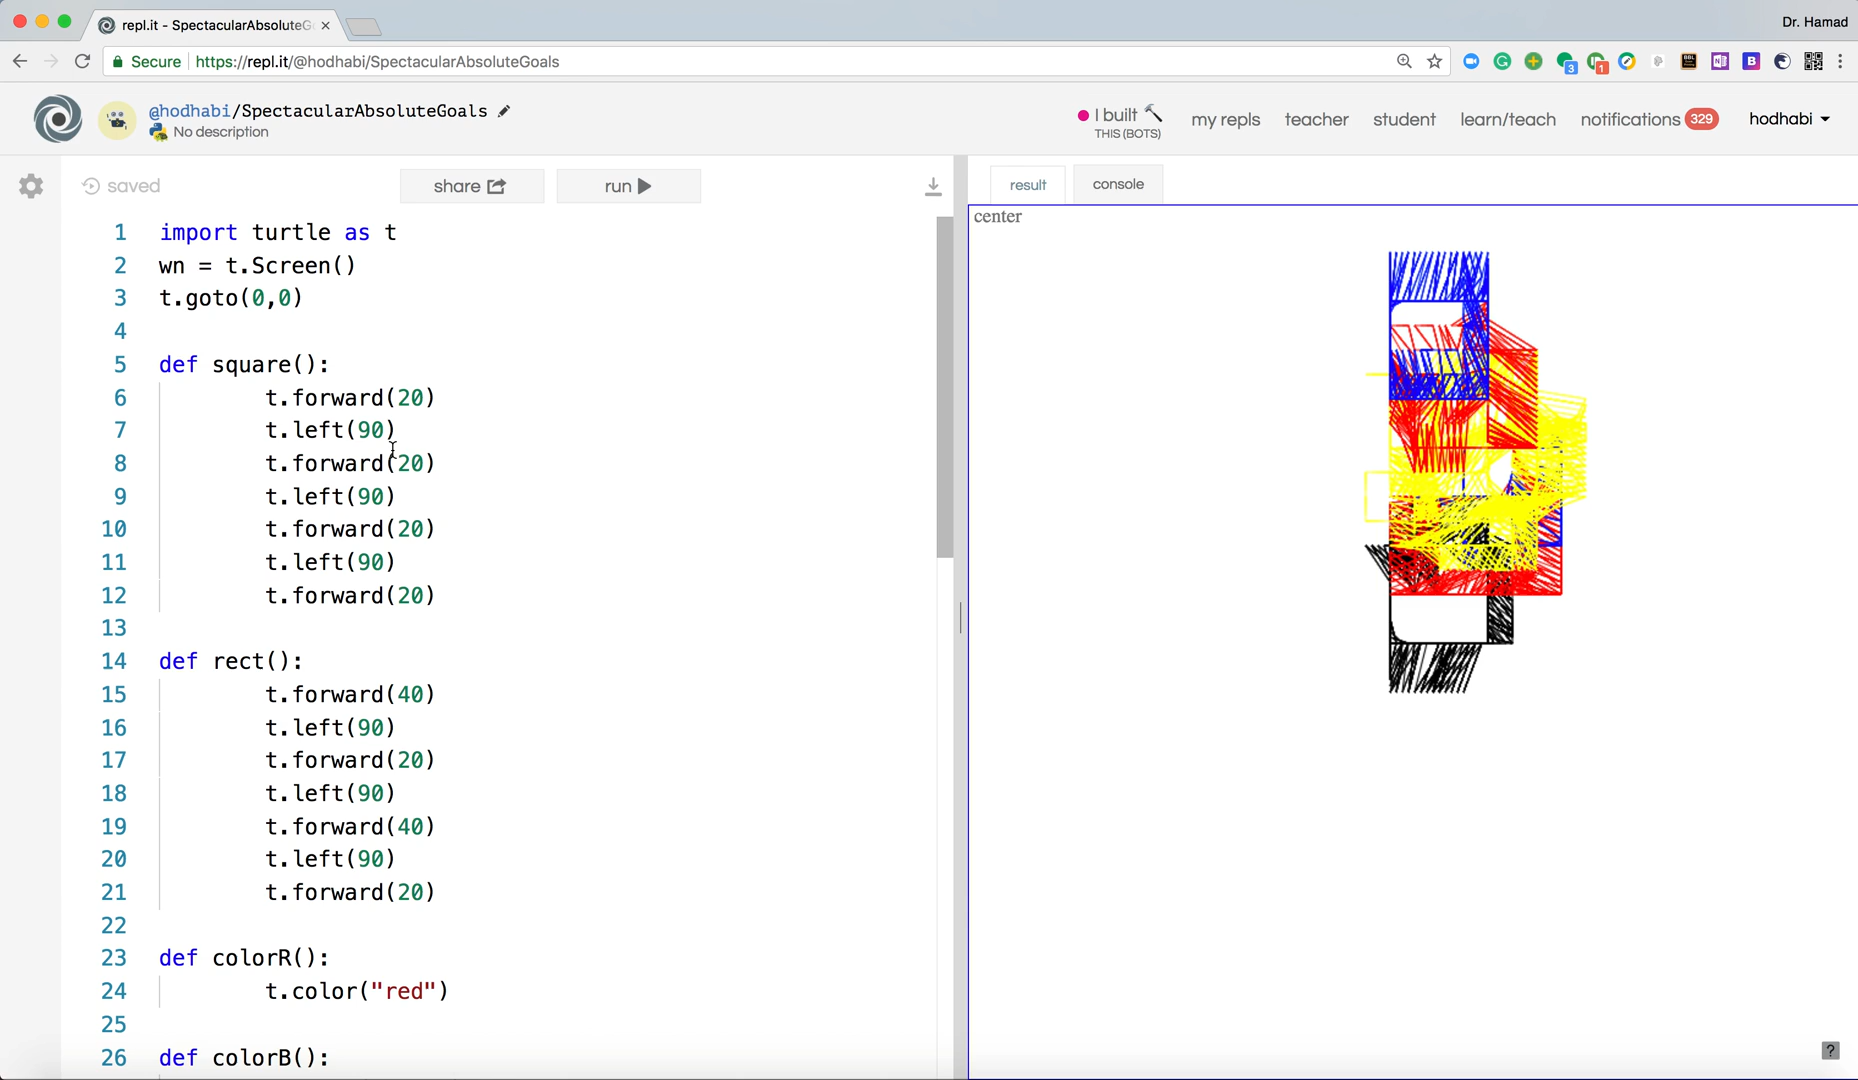 repl.it - SpectacularAbsoluteG
Dr. Hamad
Secure
https://repl.it/@hodhabi/SpectacularAbsoluteGoals
3
1
@hodhabi/SpectacularAbsoluteGoals
No description
I built
THIS (BOTS)
my repls
teacher
student
learn/teach
notifications 329
hodhabi
saved
share
run
result
console
center
1 import turtle as t
2 wn = t.Screen()
3 t.goto(0,0)
4
5 def square():
6 t.forward(20)
7 t.left(90)
8 t.forward(20)
9 t.left(90)
10 t.forward(20)
11 t.left(90)
12 t.forward(20)
13
14 def rect():
15 t.forward(40)
16 t.left(90)
17 t.forward(20)
18 t.left(90)
19 t.forward(40)
20 t.left(90)
21 t.forward(20)
22
23 def colorR():
24 t.color("red")
25
26 def colorB():
?